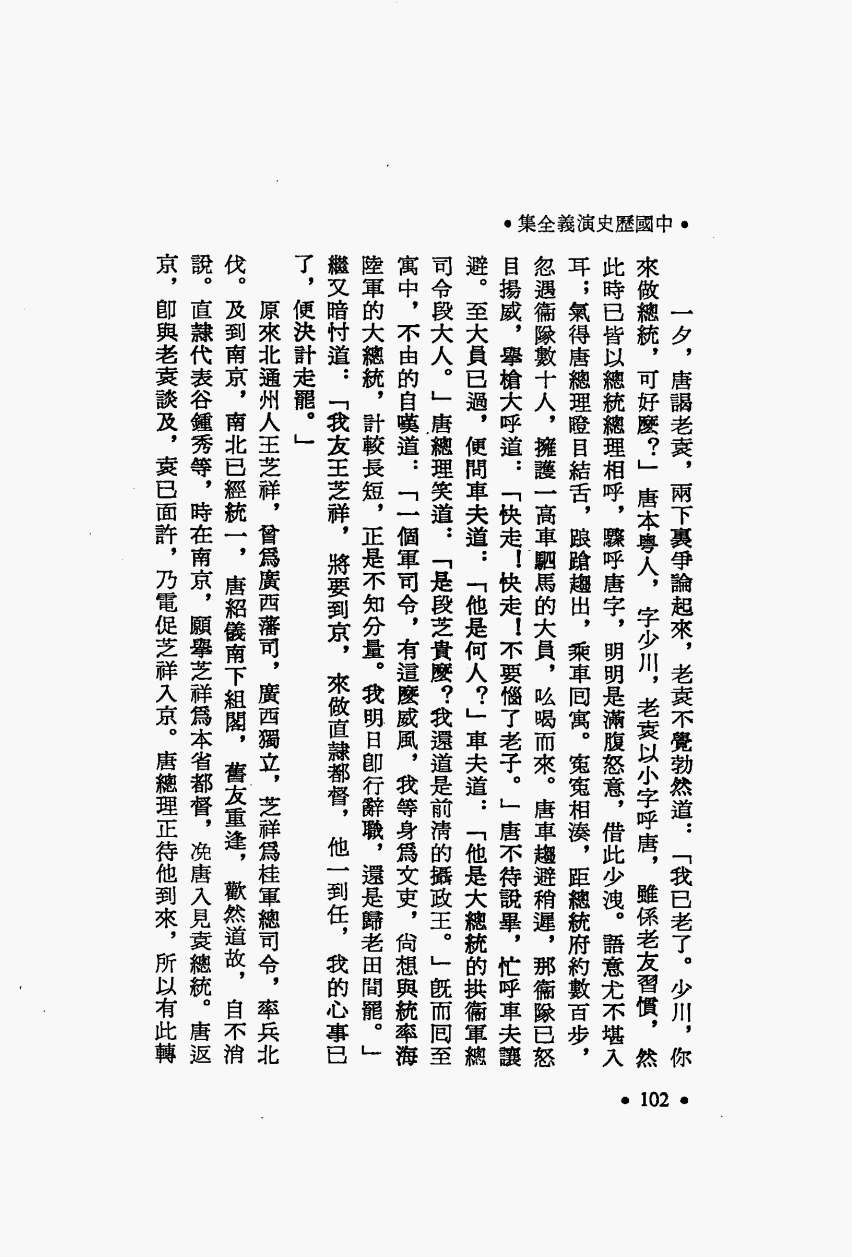 •中國歷史演義全集•
一夕，唐謁老袁，兩下裏爭論起來，老袁不覺勃然道：「我已老了。少川，你
來做總統，可好麼？」唐本粵人，字少川，老袁以小字呼唐，雖係老友習慣，然
此時已皆以總統總理相呼，驟呼唐字，明明是滿腹怒意，借此少洩。語意尤不堪入
耳；氣得唐總理瞪目結舌，踉蹌趨出，乘車回寓。寃寃相湊，距總統府約數百步，
忽遇衞隊數十人，擁護一高車駟馬的大員，吆喝而來。唐車趨避稍遲，那衞隊已怒
目揚威，舉槍大呼道：「快走！快走！不要惱了老子。」唐不待說畢，忙呼車夫讓
避。至大員已過，便問車夫道：「他是何人？」車夫道：「他是大總統的拱衞軍總
司令段大人。」唐總理笑道：「是段芝貴麼？我還道是前清的攝政王。」旣而回至
寓中，不由的自嘆道：「一個軍司令，有這麼威風，我等身爲文吏，尙想與統率海
陸軍的大總統，計較長短，正是不知分量。我明日卽行辭職，還是歸老田間罷。」
繼又暗忖道：「我友王芝祥，將要到京，來做直隸都督，他一到任，我的心事已
了，便決計走罷。」
原來北通州人王芝祥，曾爲廣西藩司，廣西獨立，芝祥爲桂軍總司令，率兵北
伐。及到南京，南北已經統一，唐紹儀南下組閣，舊友重逢，歡然道故，自不消
說。直隸代表谷鍾秀等，時在南京，願舉芝祥爲本省都督，浼唐入見袁總統。唐返
京，卽與老袁談及，袁已面許，乃電促芝祥入京。唐總理正待他到來，所以有此轉
•102•